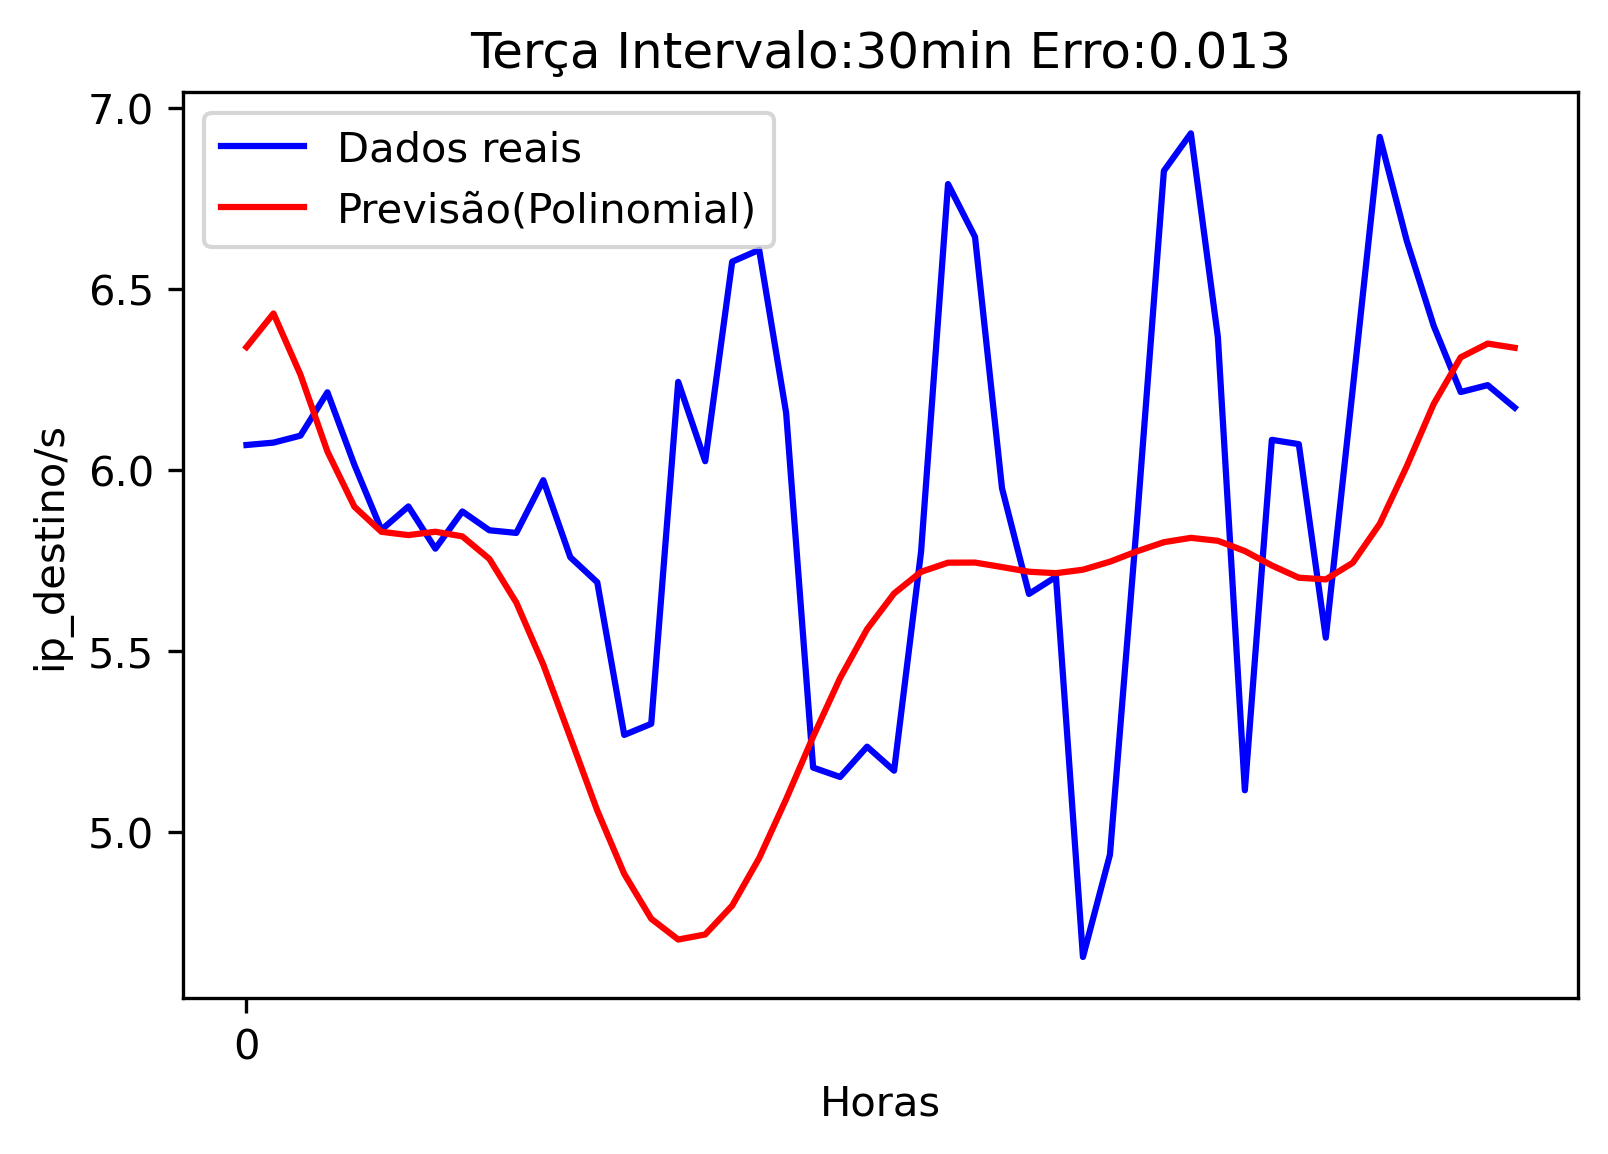 Terça Intervalo:30min Erro:0.013
7.0
Dados reais
Previsão(Polinomial)
6.5
6.0
ip_destino/s
5.5
5.0
0
Horas